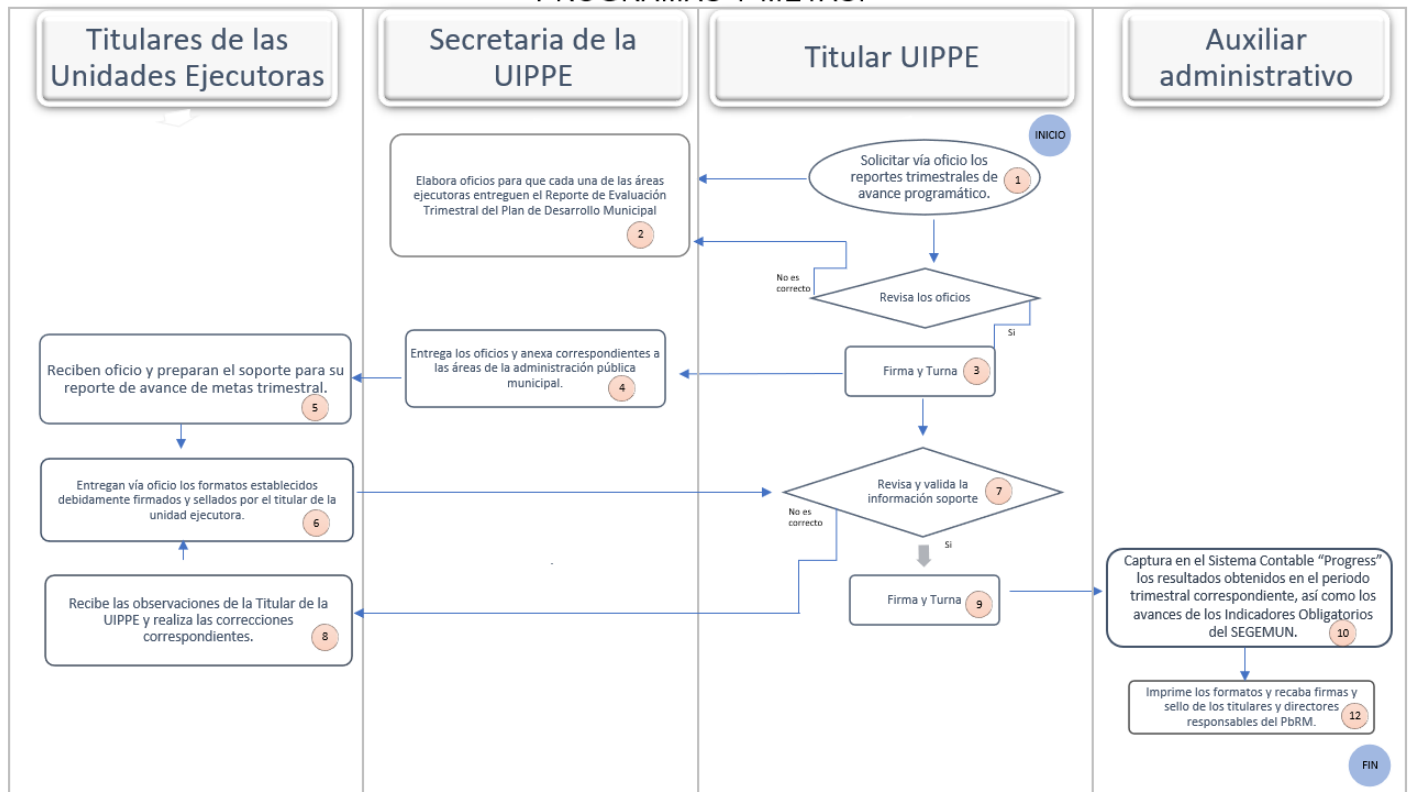 PROGRAMAS Y METAS.
Titulares de las
Unidades Ejecutoras
Secretaria de la
UIPPE
Titular UIPPE
Auxiliar
administrativo
INICIO
Solicitar vía oficio los
reportes trimestrales de
avance programático.
1
Elabora oficios para que cada una de las áreas
ejecutoras entreguen el Reporte de Evaluación
Trimestral del Plan de Desarrollo Municipal
2
No es
correcto
Revisa los oficios
Si
Firma y Turna
3
Entrega los oficios y anexa correspondientes a
las áreas de la administración pública
municipal.
4
Reciben oficio y preparan el soporte para su
reporte de avance de metas trimestral.
5
Entregan vía oficio los formatos establecidos
debidamente firmados y sellados por el titular de la
unidad ejecutora.
6
Revisa y valida la
información soporte
7
No es
correcto
Si
Recibe las observaciones de la Titular de la
UIPPE y realiza las correcciones
correspondientes.
8
Firma y Turna
9
Captura en el Sistema Contable “Progress”
los resultados obtenidos en el periodo
trimestral correspondiente, así como los
avances de los Indicadores Obligatorios
del SEGEMUN.
10
Imprime los formatos y recaba firmas y
sello de los titulares y directores
responsables del PbRM.
12
FIN